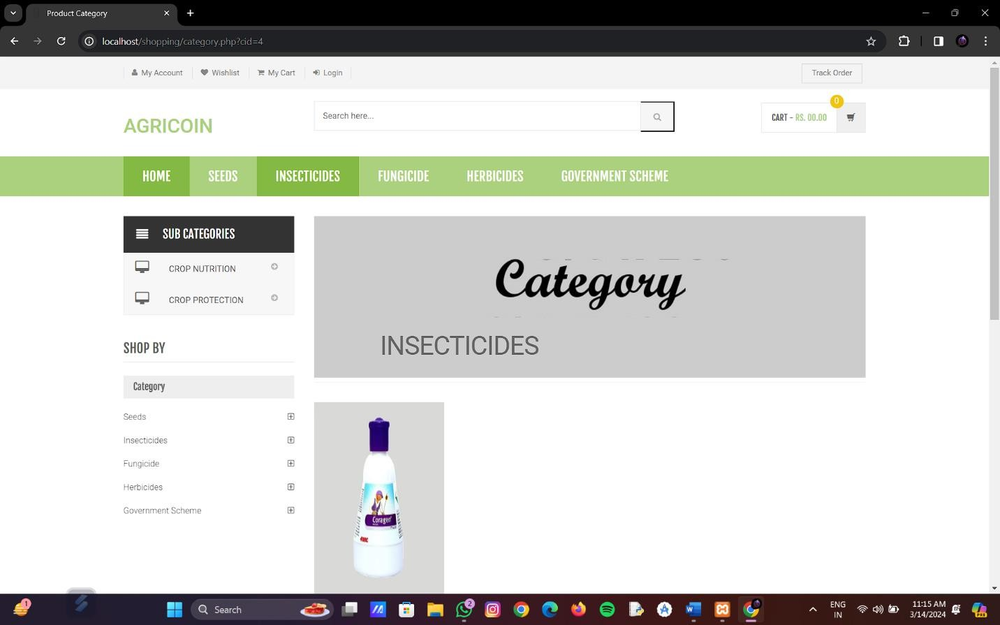 Product Category
localhost/shopping/category.php?cid=4
My Account Wishlist My Cart Login Track Order
AGRICOIN
Search here...
0
CART - RS. 00.00
HOME SEEDS INSECTICIDES FUNGICIDE HERBICIDES GOVERNMENT SCHEME
SUB CATEGORIES
CROP NUTRITION
CROP PROTECTION
SHOP BY
Category
Seeds
Insecticides
Fungicide
Herbicides
Government Scheme
Category
INSECTICIDES
Coragen
FMC
1
Search
2
ENG
IN
11:15 AM
3/14/2024
PRE